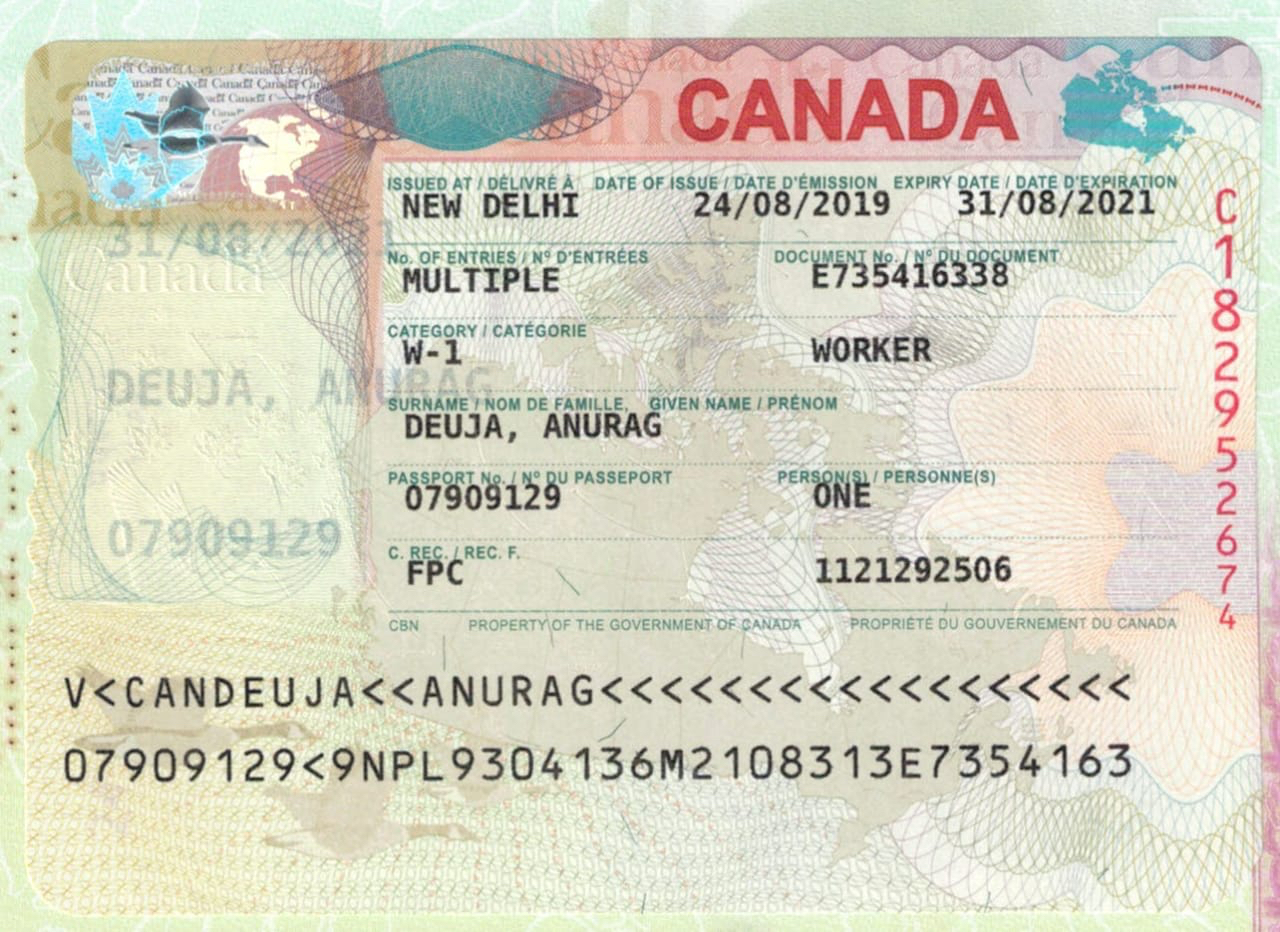 CANADA
ISSUED AT / DÉLIVRÉ À DATE OF ISSUE / DATE D'ÉMISSION EXPIRY DATE / DATE D'EXPIRATION
NEW DELHI 24/08/2019 31/08/2021
No. OF ENTRIES / Nº D'ENTRÉES DOCUMENT No. / Nº DU DOCUMENT
MULTIPLE E735416338
CATEGORY / CATÉGORIE
W-1 WORKER
SURNAME / NOM DE FAMILLE, GIVEN NAME / PRÉNOM
DEUJA, ANURAG
PASSPORT No. / Nº DU PASSEPORT PERSON(S) / PERSONNE(S)
07909129 ONE
C. REC. / REC. F.
FPC 1121292506
CBN PROPERTY OF THE GOVERNMENT OF CANADA PROPRIÉTÉ DU GOUVERNEMENT DU CANADA
V<CANDEUJA<<ANURAG<<<<<<<<<<<<<<<<<<<
07909129<9NPL9304136M2108313E7354163
C182952674
31/08/2021
Canada
DEUJA, ANURAG
07909129